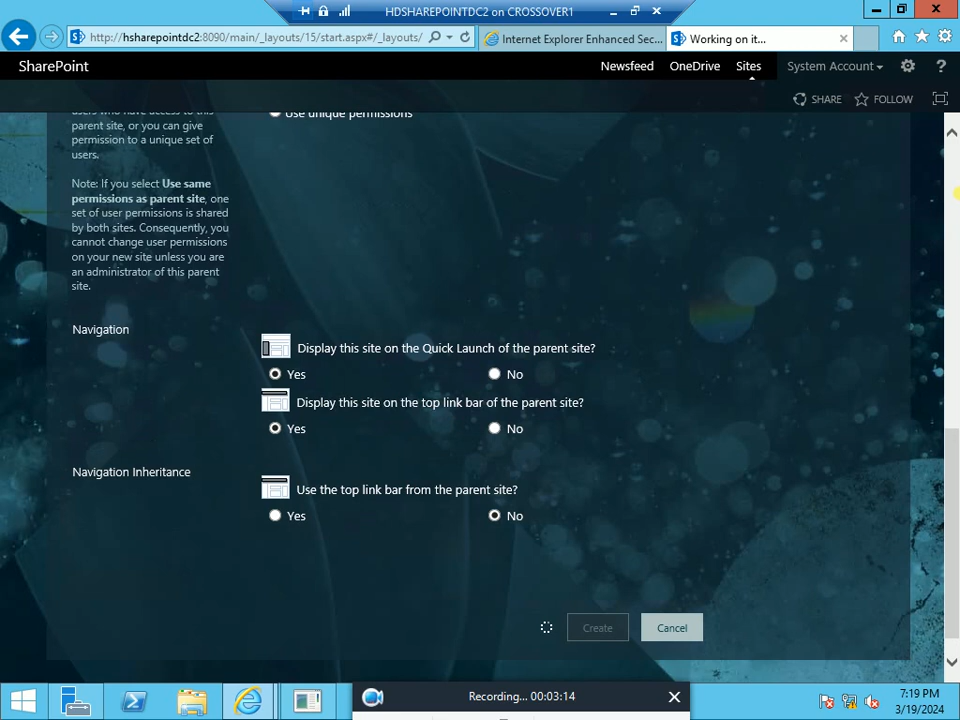 HDSHAREPOINTDC2 on CROSSOVER1
http://hsharepointdc2:8090/main/_layouts/15/start.aspx#/_layouts/
Internet Explorer Enhanced Sec...
Working on it...
SharePoint
Newsfeed
OneDrive
Sites
System Account
SHARE
FOLLOW
users who have access to this
parent site, or you can give
permission to a unique set of
users.
Use unique permissions
Note: If you select Use same
permissions as parent site, one
set of user permissions is shared
by both sites. Consequently, you
cannot change user permissions
on your new site unless you are
an administrator of this parent
site.
Navigation
Display this site on the Quick Launch of the parent site?
Yes
No
Display this site on the top link bar of the parent site?
Yes
No
Navigation Inheritance
Use the top link bar from the parent site?
Yes
No
Create
Cancel
Recording... 00:03:14
7:19 PM
3/19/2024